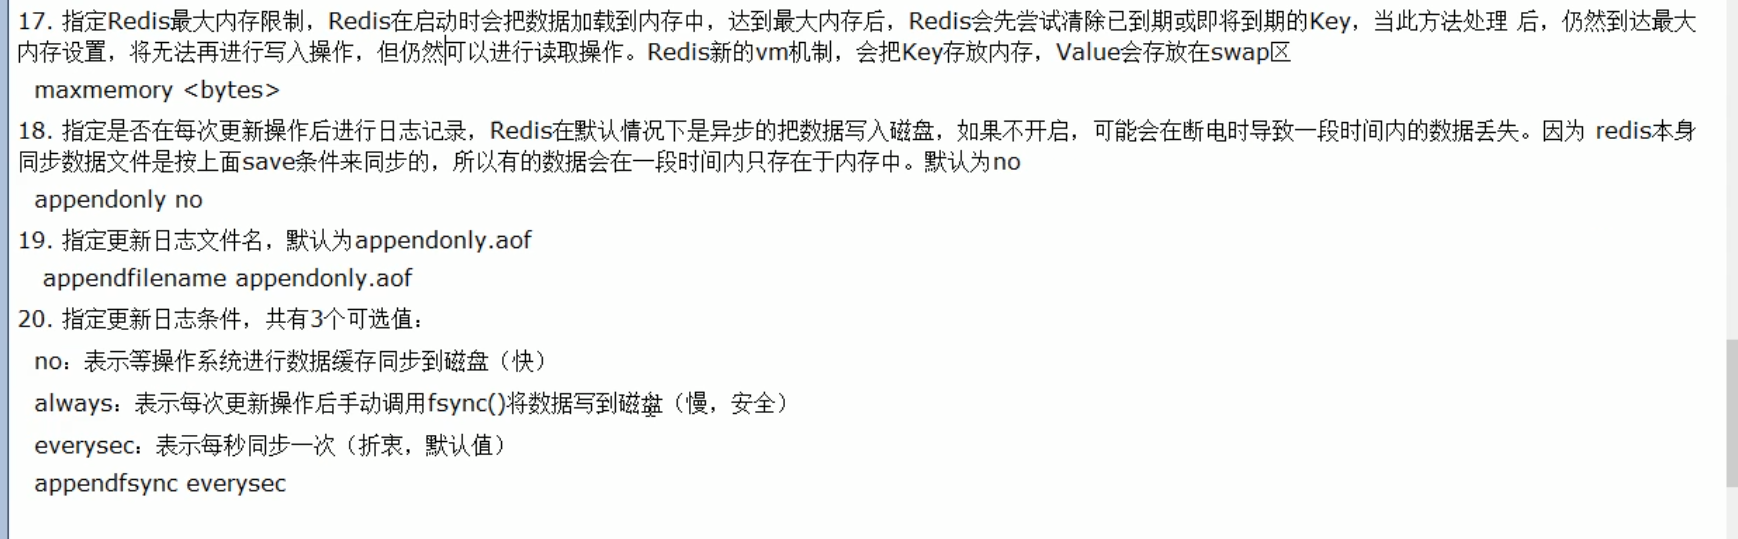 17. 指定Redis最大内存限制，Redis在启动时会把数据加载到内存中，达到最大内存后，Redis会先尝试清除已到期或即将到期的Key，当此方法处理 后，仍然到达最大
内存设置，将无法再进行写入操作，但仍然可以进行读取操作。Redis新的vm机制，会把Key存放内存，Value会存放在swap区
maxmemory <bytes>
18. 指定是否在每次更新操作后进行日志记录，Redis在默认情况下是异步的把数据写入磁盘，如果不开启，可能会在断电时导致一段时间内的数据丢失。因为 redis本身
同步数据文件是按上面save条件来同步的，所以有的数据会在一段时间内只存在于内存中。默认为no
appendonly no
19. 指定更新日志文件名，默认为appendonly.aof
appendfilename appendonly.aof
20. 指定更新日志条件，共有3个可选值：
no：表示等操作系统进行数据缓存同步到磁盘（快）
always：表示每次更新操作后手动调用fsync()将数据写到磁盘（慢，安全）
everysec：表示每秒同步一次（折衷，默认值）
appendfsync everysec